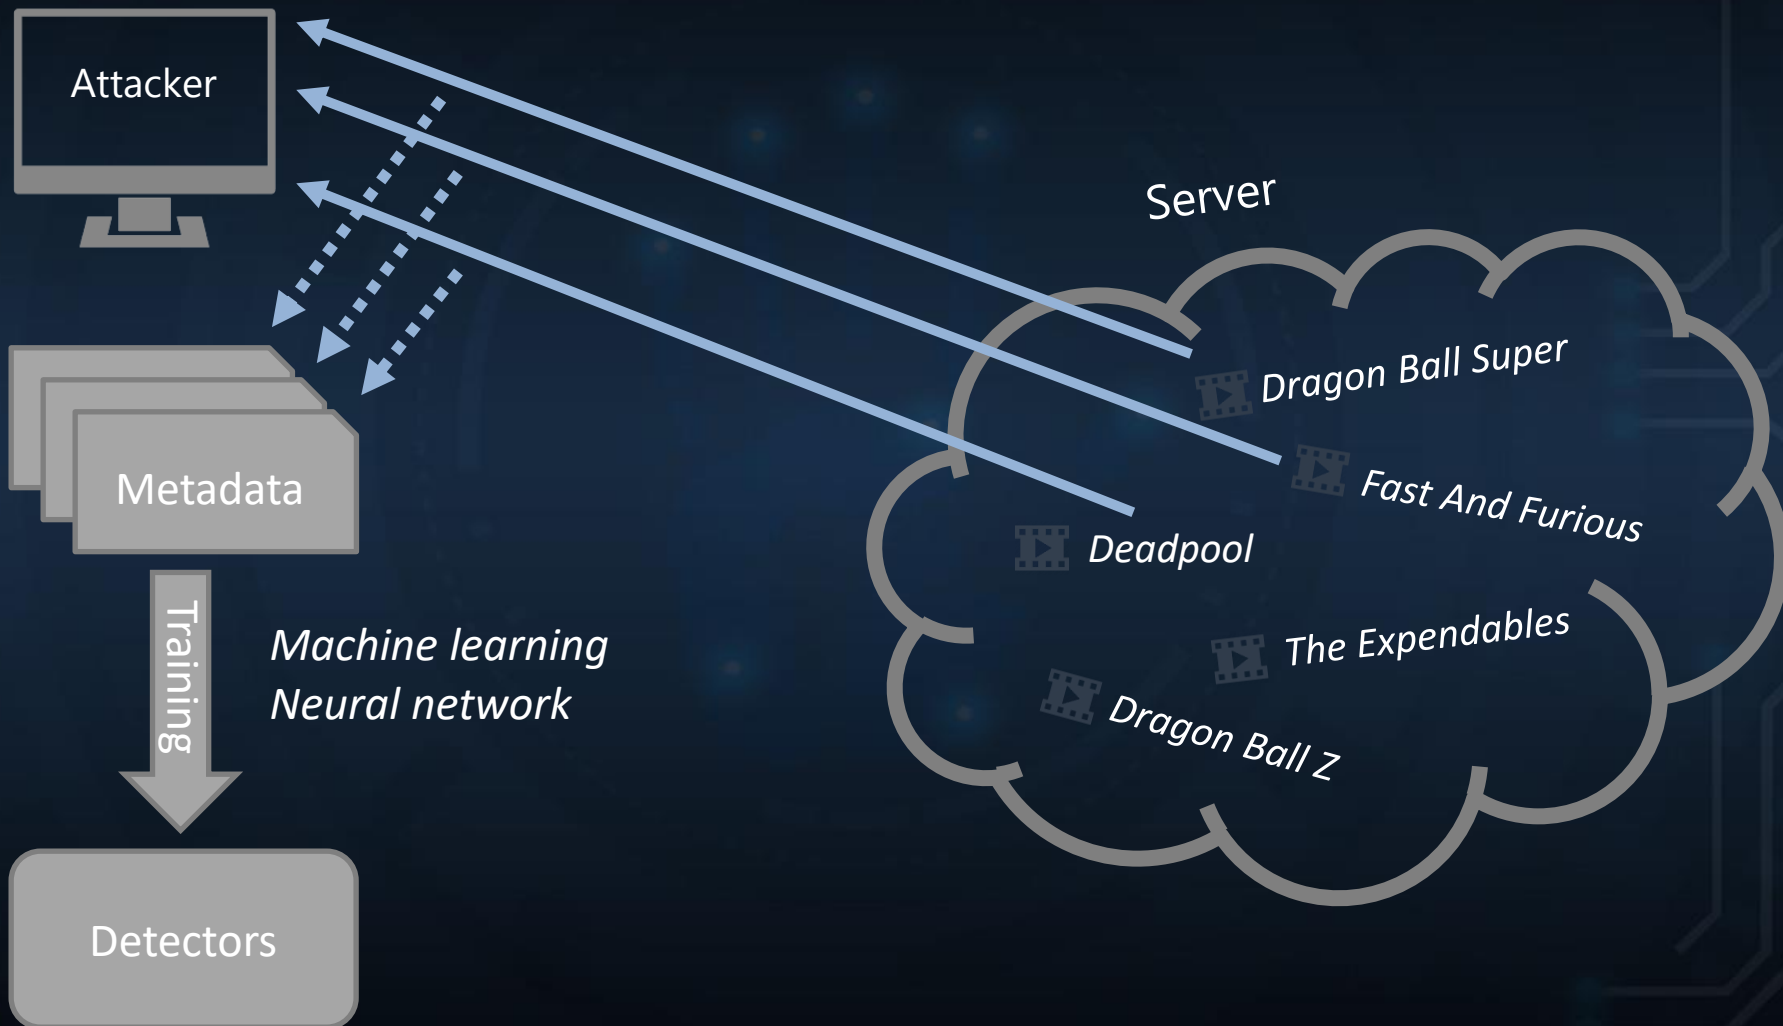 Attacker
Server
Dragon Ball Super
Fast And Furious
Deadpool
Metadata
The Expendables
Training
Machine learning
Neural network
Dragon Ball Z
Detectors